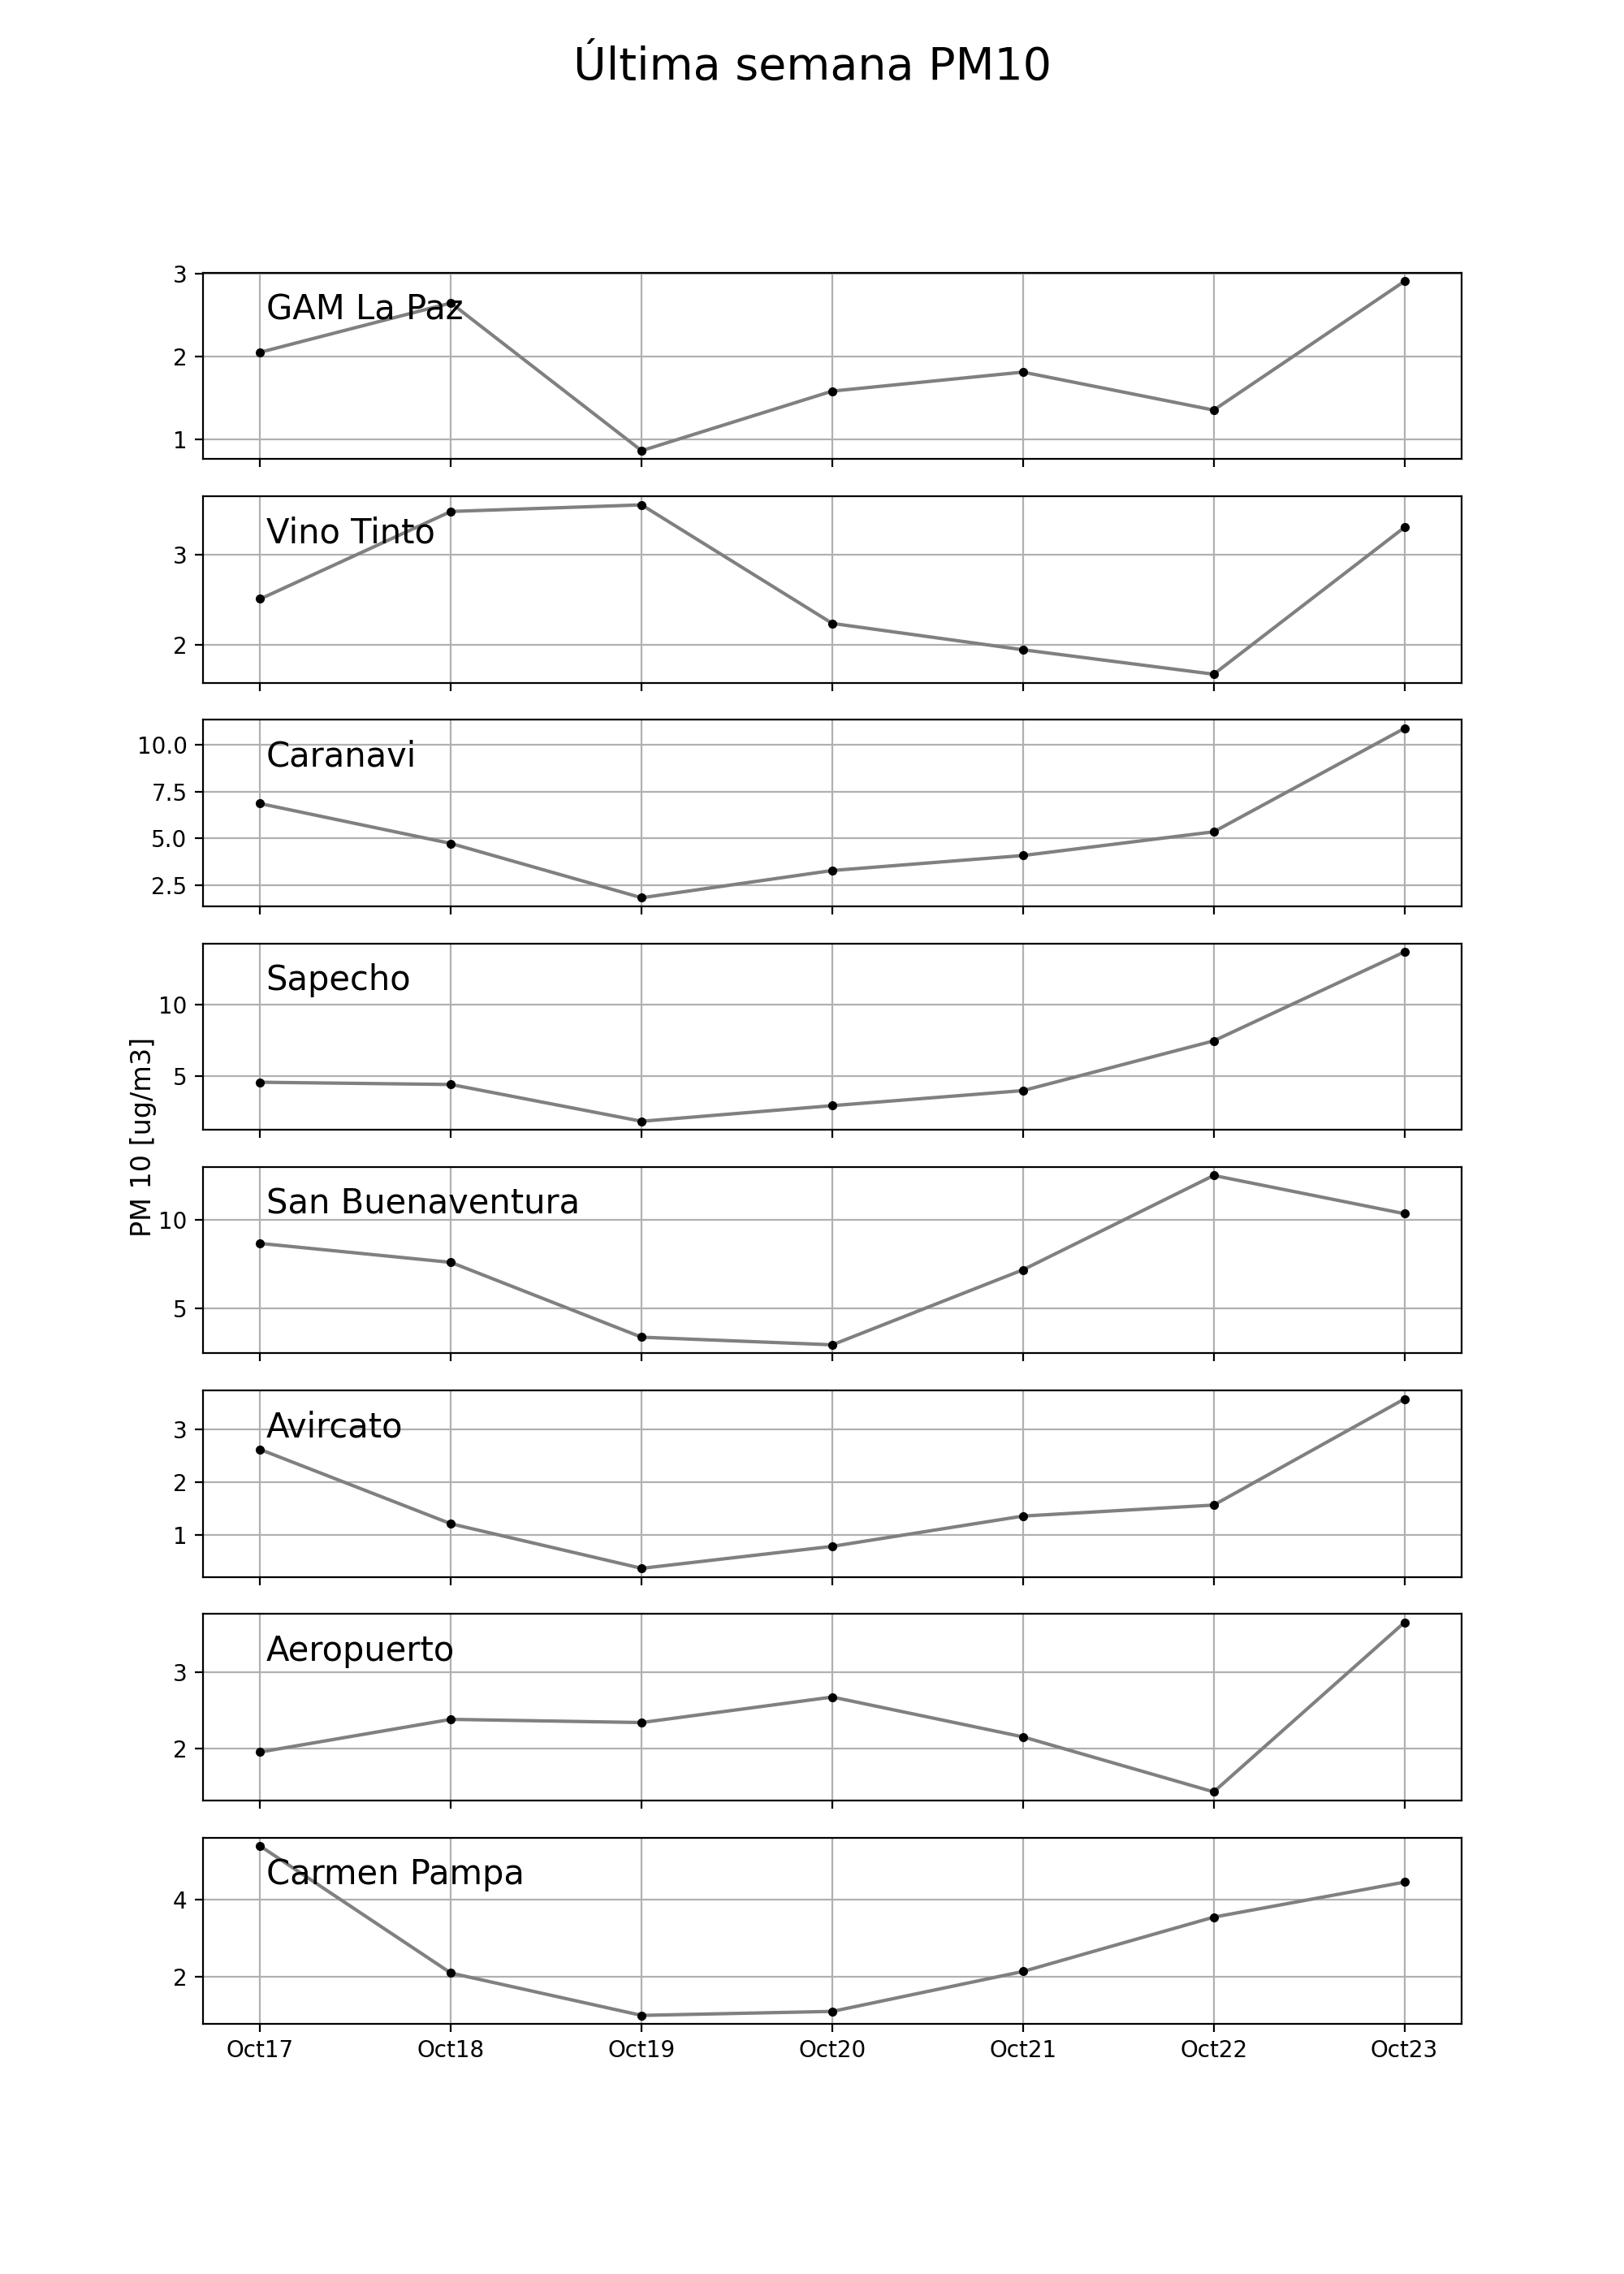 Última semana PM10
3
GAM La Paz
2
1
Vino Tinto
3
2
10.0
Caranavi
7.5
5.0
2.5
Sapecho
10
5
PM 10 [ug/m3]
San Buenaventura
10
5
Avircato
3
2
1
Aeropuerto
3
2
Carmen Pampa
4
2
Oct17 Oct18 Oct19 Oct20 Oct21 Oct22 Oct23